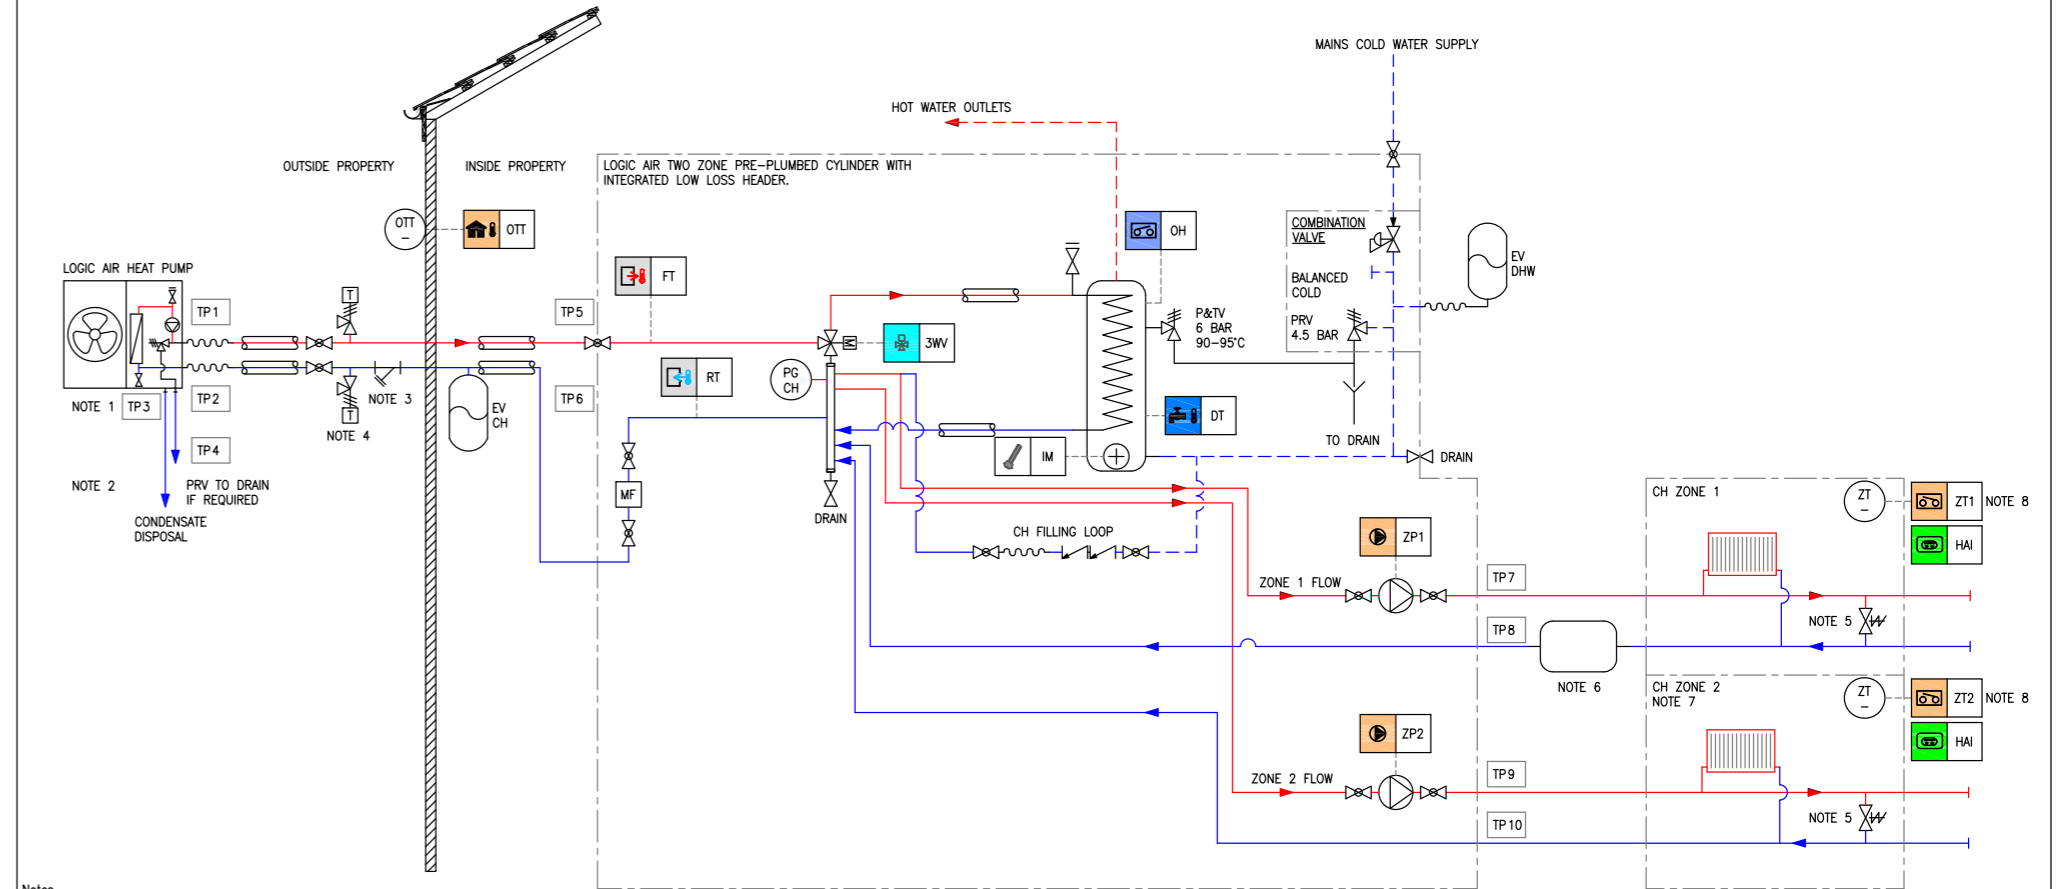 MAINS COLD WATER SUPPLY
HOT WATER OUTLETS
OUTSIDE PROPERTY
INSIDE PROPERTY
LOGIC AIR TWO ZONE PRE-PLUMBED CYLINDER WITH
INTEGRATED LOW LOSS HEADER.
OTT
–
OTT
OH
COMBINATION
VALVE
BALANCED
COLD
PRV
4.5 BAR
EV
DHW
LOGIC AIR HEAT PUMP
FT
TP1
TP5
T
P&TV
6 BAR
90-95°C
M
3WV
RT
PG
CH
TP2
TP6
NOTE 1
TP3
NOTE 3
EV
CH
T
NOTE 4
DT
TP4
TO DRAIN
IM
DRAIN
NOTE 2
PRV TO DRAIN
IF REQUIRED
MF
CONDENSATE
DISPOSAL
DRAIN
CH FILLING LOOP
CH ZONE 1
ZT
–
ZT1
NOTE 8
HAI
ZP1
ZONE 1 FLOW
TP7
TP8
NOTE 5
NOTE 6
CH ZONE 2
NOTE 7
ZT
–
ZT2
NOTE 8
HAI
ZP2
ZONE 2 FLOW
TP9
TP10
NOTE 5
Notes